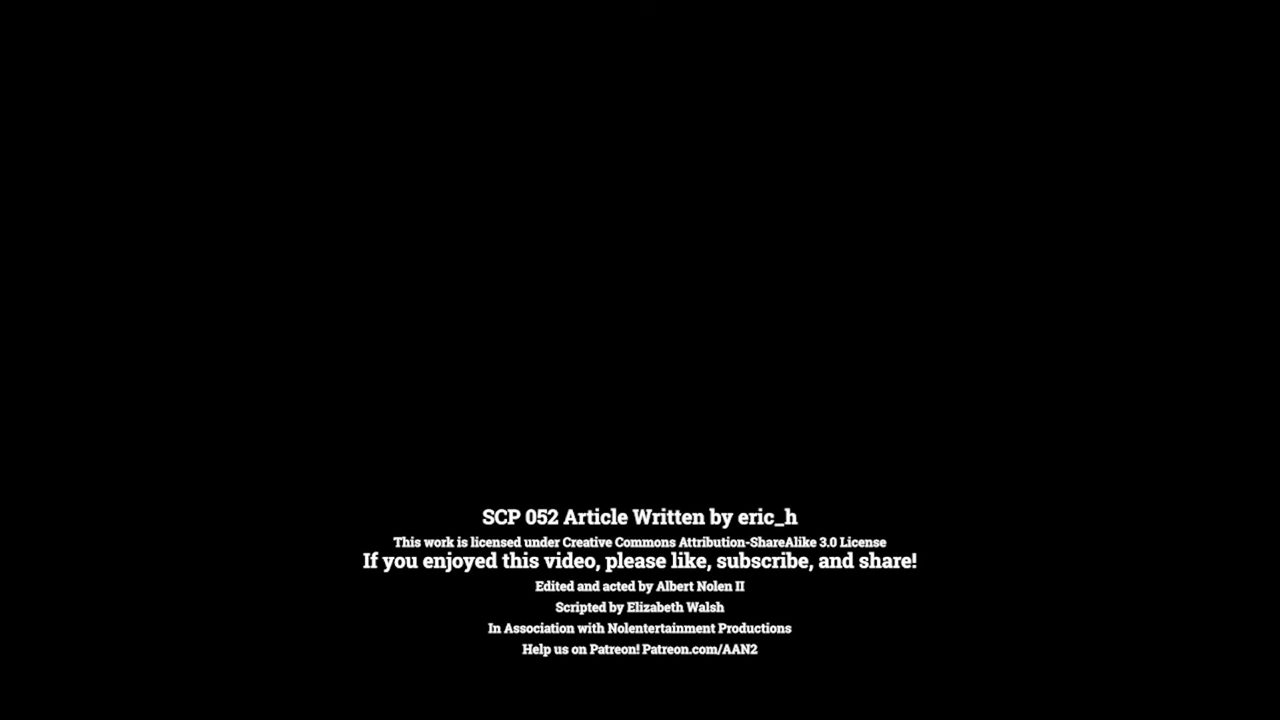 SCP 052 Article Written by eric_h
This work is licensed under Creative Commons Attribution-ShareAlike 3.0 License
If you enjoyed this video, please like, subscribe, and share!
Edited and acted by Albert Nolen II
Scripted by Elizabeth Walsh
In Association with Nolentertainment Productions
Help us on Patreon! Patreon.com/AAN2